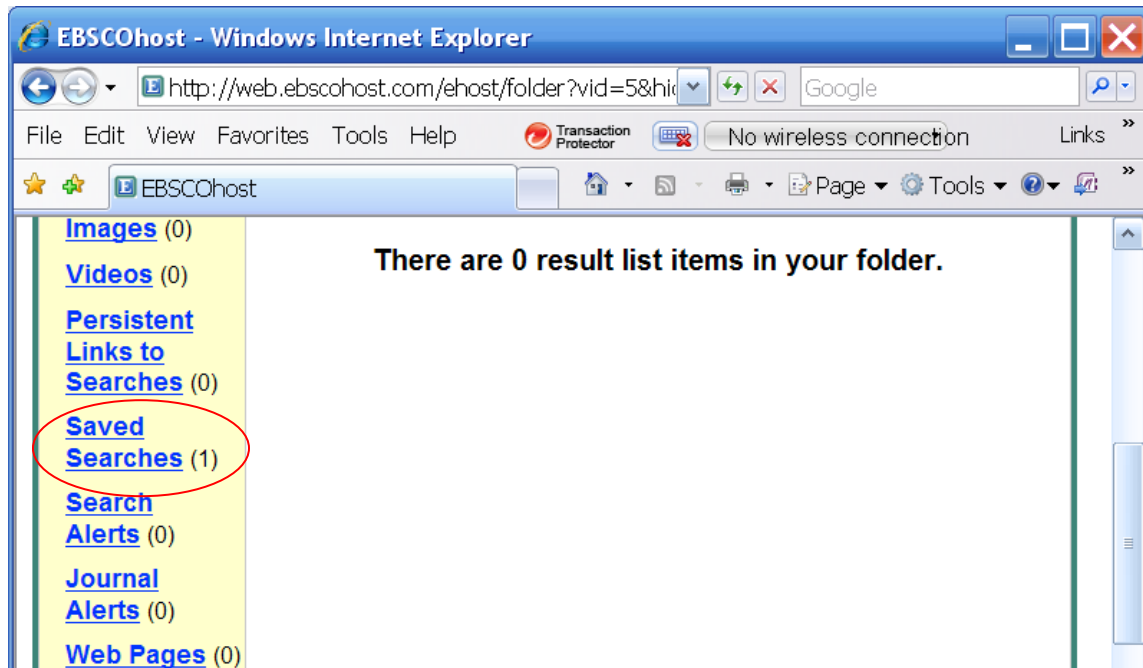 EBSCOhost - Windows Internet Explorer
http://web.ebscohost.com/ehost/folder?vid=5&hi
Google
File Edit View Favorites Tools Help Transaction Protector No wireless connection Links »
EBSCOhost Page Tools »
Images (0)
There are 0 result list items in your folder.
Videos (0)
Persistent
Links to
Searches (0)
Saved
Searches (1)
Search
Alerts (0)
Journal
Alerts (0)
Web Pages (0)